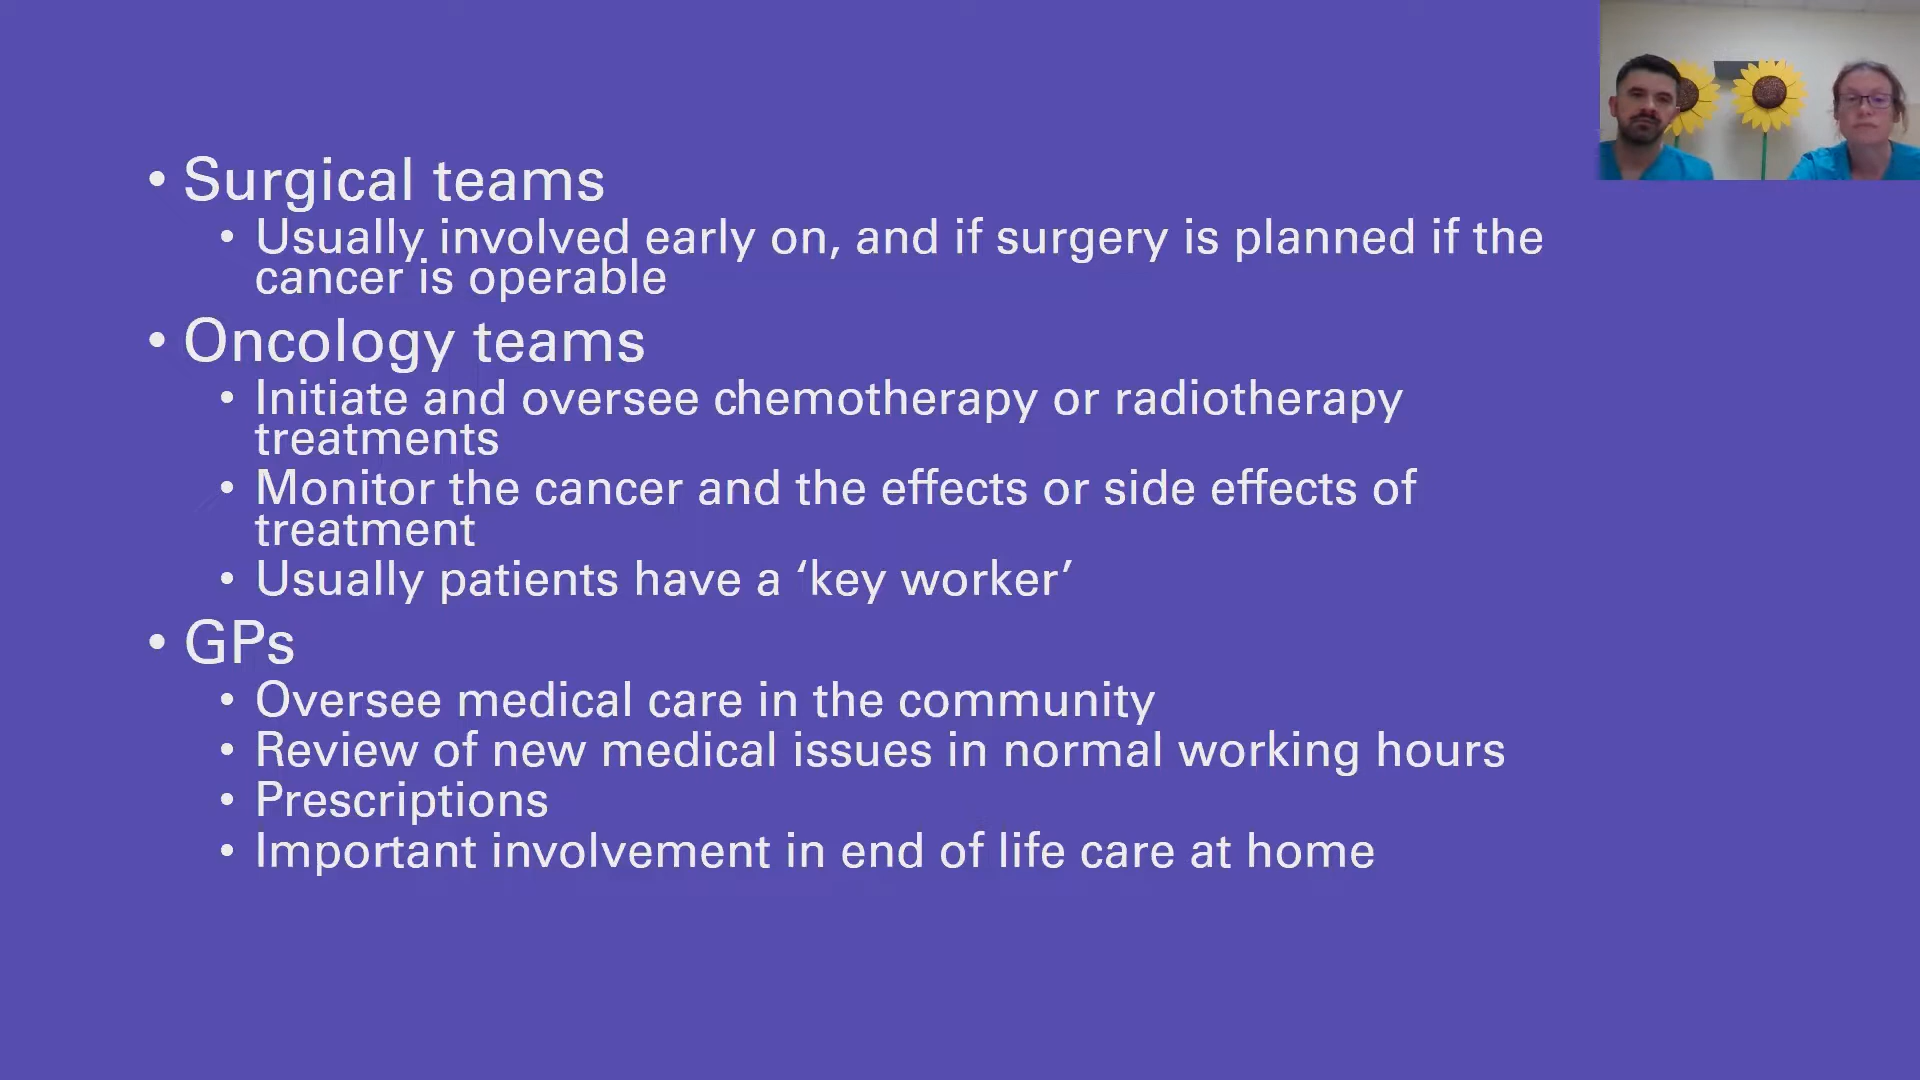 • Surgical teams
• Usually involved early on, and if surgery is planned if the
cancer is operable
• Oncology teams
• Initiate and oversee chemotherapy or radiotherapy
treatments
• Monitor the cancer and the effects or side effects of
treatment
• Usually patients have a ‘key worker’
• GPs
• Oversee medical care in the community
• Review of new medical issues in normal working hours
• Prescriptions
• Important involvement in end of life care at home